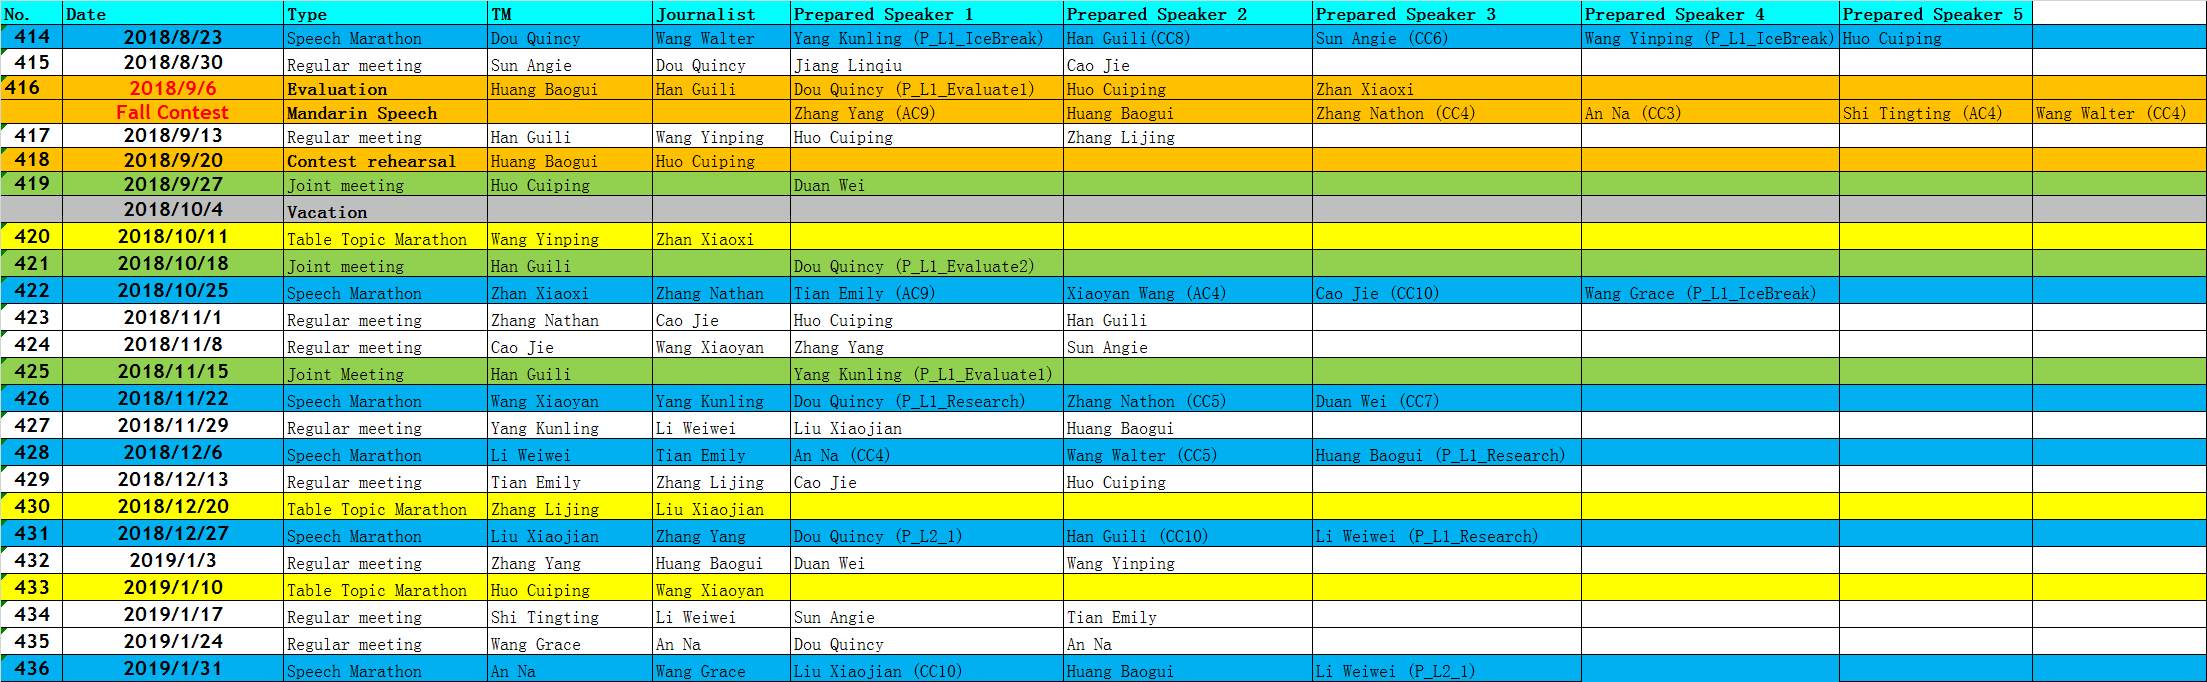 No. Date Type TM Journalist Prepared Speaker 1 Prepared Speaker 2 Prepared Speaker 3 Prepared Speaker 4 Prepared Speaker 5
414 2018/8/23 Speech Marathon Dou Quincy Wang Walter Yang Kunling (P_L1_IceBreak) Han Guili(CC8) Sun Angie (CC6) Wang Yinping (P_L1_IceBreak) Huo Cuiping
415 2018/8/30 Regular meeting Sun Angie Dou Quincy Jiang Linqiu Cao Jie
416 2018/9/6 Evaluation Huang Baogui Han Guili Dou Quincy (P_L1_Evaluate1) Huo Cuiping Zhan Xiaoxi
Fall Contest Mandarin Speech Zhang Yang (AC9) Huang Baogui Zhang Nathon (CC4) An Na (CC3) Shi Tingting (AC4) Wang Walter (CC4)
417 2018/9/13 Regular meeting Han Guili Wang Yinping Huo Cuiping Zhang Lijing
418 2018/9/20 Contest rehearsal Huang Baogui Huo Cuiping
419 2018/9/27 Joint meeting Huo Cuiping Duan Wei
2018/10/4 Vacation
420 2018/10/11 Table Topic Marathon Wang Yinping Zhan Xiaoxi
421 2018/10/18 Joint meeting Han Guili Dou Quincy (P_L1_Evaluate2)
422 2018/10/25 Speech Marathon Zhan Xiaoxi Zhang Nathan Tian Emily (AC9) Xiaoyan Wang (AC4) Cao Jie (CC10) Wang Grace (P_L1_IceBreak)
423 2018/11/1 Regular meeting Zhang Nathan Cao Jie Huo Cuiping Han Guili
424 2018/11/8 Regular meeting Cao Jie Wang Xiaoyan Zhang Yang Sun Angie
425 2018/11/15 Joint Meeting Han Guili Yang Kunling (P_L1_Evaluate1)
426 2018/11/22 Speech Marathon Wang Xiaoyan Yang Kunling Dou Quincy (P_L1_Research) Zhang Nathon (CC5) Duan Wei (CC7)
427 2018/11/29 Regular meeting Yang Kunling Li Weiwei Liu Xiaojian Huang Baogui
428 2018/12/6 Speech Marathon Li Weiwei Tian Emily An Na (CC4) Wang Walter (CC5) Huang Baogui (P_L1_Research)
429 2018/12/13 Regular meeting Tian Emily Zhang Lijing Cao Jie Huo Cuiping
430 2018/12/20 Table Topic Marathon Zhang Lijing Liu Xiaojian
431 2018/12/27 Speech Marathon Liu Xiaojian Zhang Yang Dou Quincy (P_L2_1) Han Guili (CC10) Li Weiwei (P_L1_Research)
432 2019/1/3 Regular meeting Zhang Yang Huang Baogui Duan Wei Wang Yinping
433 2019/1/10 Table Topic Marathon Huo Cuiping Wang Xiaoyan
434 2019/1/17 Regular meeting Shi Tingting Li Weiwei Sun Angie Tian Emily
435 2019/1/24 Regular meeting Wang Grace An Na Dou Quincy An Na
436 2019/1/31 Speech Marathon An Na Wang Grace Liu Xiaojian (CC10) Huang Baogui Li Weiwei (P_L2_1)